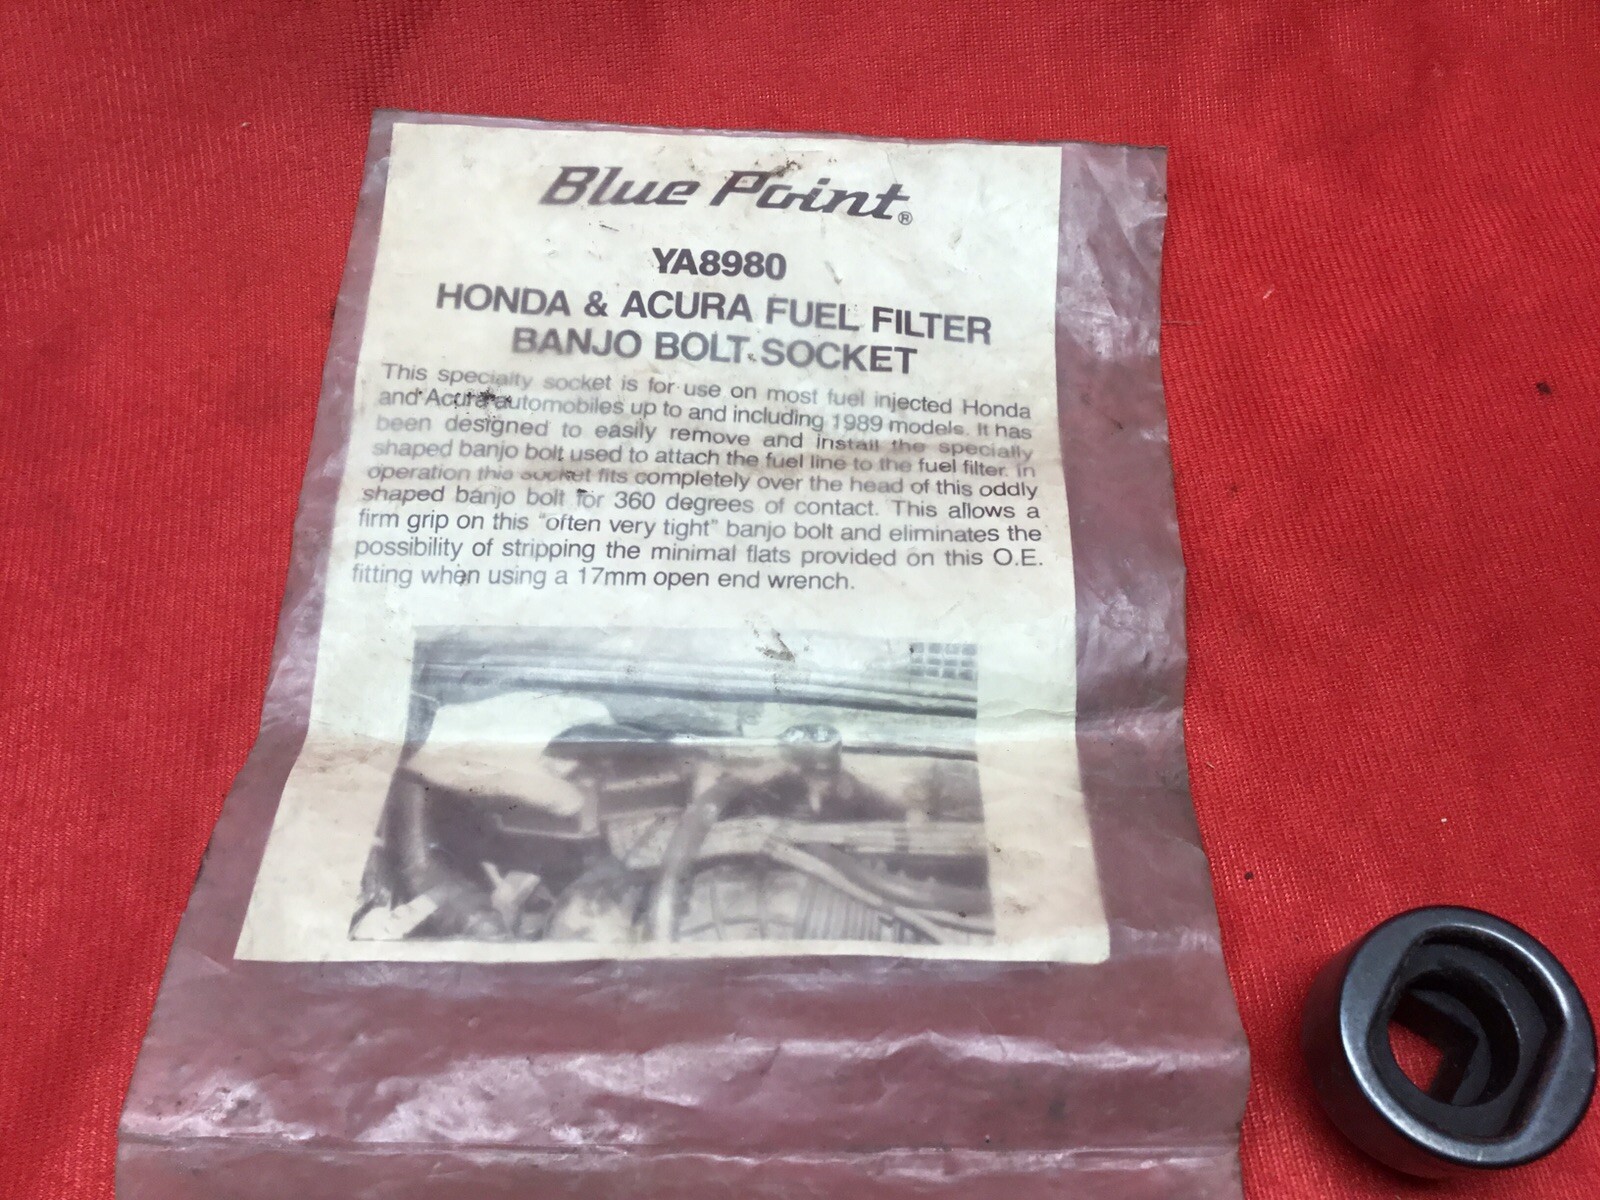 Blue Point®
YA8980
HONDA & ACURA FUEL FILTER
BANJO BOLT SOCKET
This specialty socket is for use on most fuel injected Honda
and Acura automobiles up to and including 1989 models. It has
been designed to easily remove and install the specially
shaped banjo bolt used to attach the fuel line to the fuel filter. In
operation this socket fits completely over the head of this oddly
shaped banjo bolt for 360 degrees of contact. This allows a
firm grip on this "often very tight" banjo bolt and eliminates the
possibility of stripping the minimal flats provided on this O.E.
fitting when using a 17mm open end wrench.